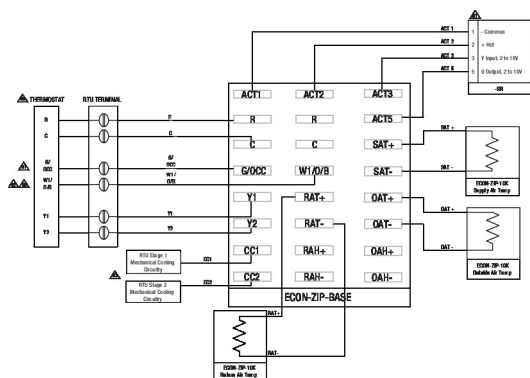 ACT 1
ACT 2
ACT 3
ACT 5
1 - Common
2 + Hot
3 Y Input, 2 to 10V
5 U Output, 2 to 10V
-SR
THERMOSTAT
RTU TERMINAL
R
R
C
C
G/
OCC
G/
OCC
W1/
O/B
W1/
O/B
Y1
Y1
Y2
Y2
ACT1 ACT2 ACT3
R R ACT5
C C SAT+
G/OCC W1/O/B SAT-
Y1 RAT+ OAT+
Y2 RAT- OAT-
CC1 RAH+ OAH+
CC2 RAH- OAH-
ECON-ZIP-BASE
SAT +
SAT -
ECON-ZIP-10K
Supply Air Temp
OAT +
OAT -
ECON-ZIP-10K
Outside Air Temp
RTU Stage 1
Mechanical Cooling
Circuitry
CC1
RTU Stage 2
Mechanical Cooling
Circuitry
CC2
RAT+
RAT-
ECON-ZIP-10K
Return Air Temp